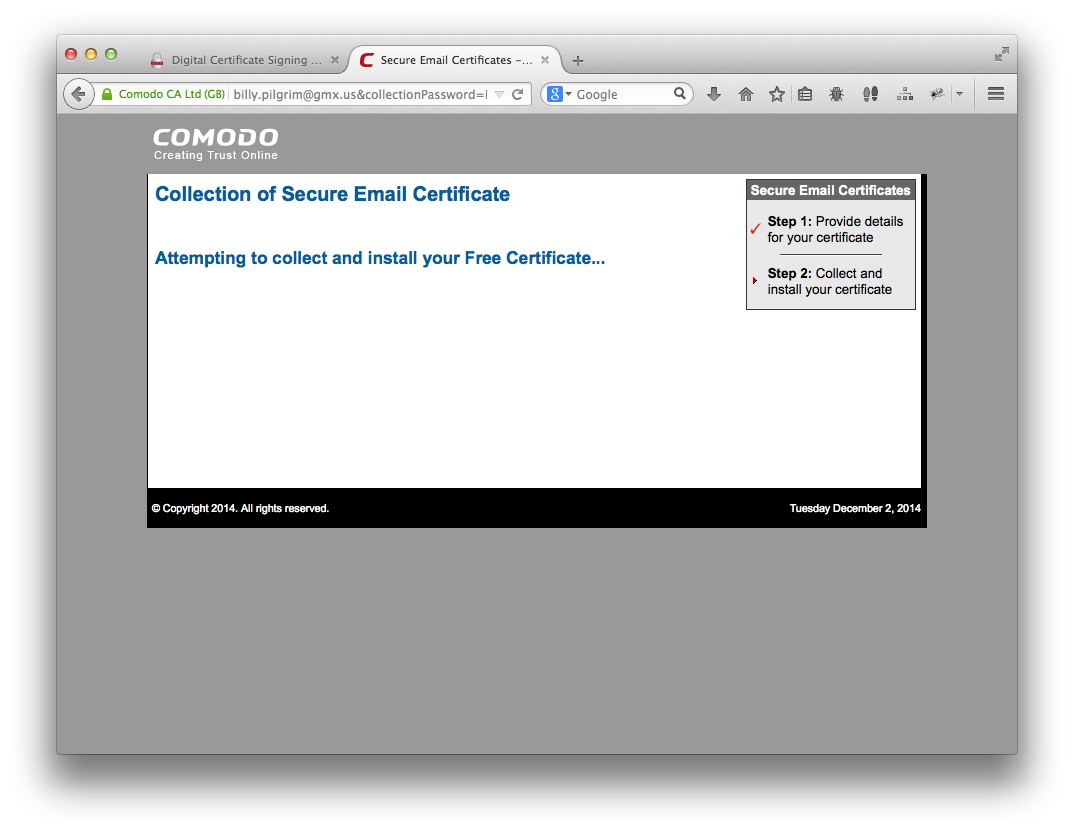 Digital Certificate Signing ...
Secure Email Certificates –...
Comodo CA Ltd (GB)
billy.pilgrim@gmx.us&collectionPassword=
Google
COMODO
Creating Trust Online
Collection of Secure Email Certificate
Attempting to collect and install your Free Certificate...
Secure Email Certificates
Step 1: Provide details
for your certificate
Step 2: Collect and
install your certificate
© Copyright 2014. All rights reserved.
Tuesday December 2, 2014